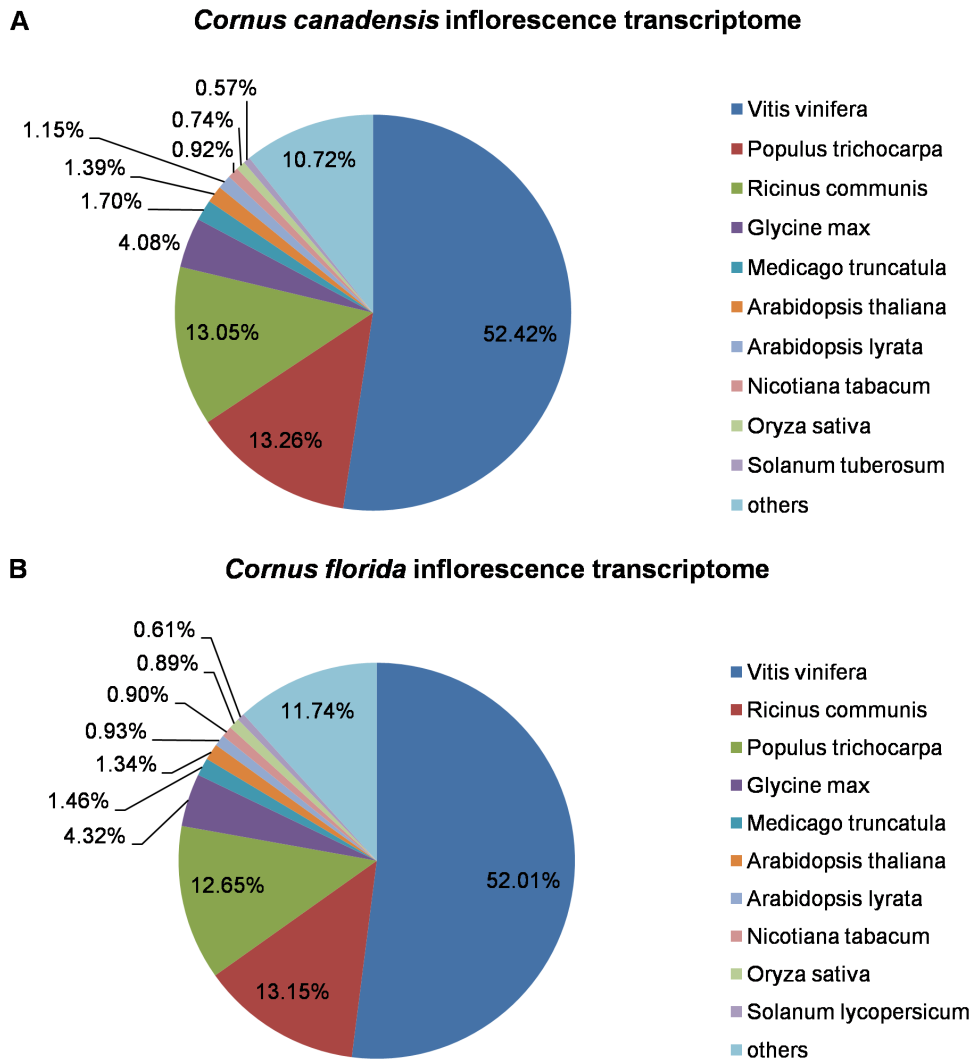 A
Cornus canadensis inflorescence transcriptome
0.57%
0.74%
0.92%
1.15%
1.39%
1.70%
4.08%
10.72%
13.05%
13.26%
52.42%
Vitis vinifera
Populus trichocarpa
Ricinus communis
Glycine max
Medicago truncatula
Arabidopsis thaliana
Arabidopsis lyrata
Nicotiana tabacum
Oryza sativa
Solanum tuberosum
others
B
Cornus florida inflorescence transcriptome
0.61%
0.89%
0.90%
0.93%
1.34%
1.46%
4.32%
11.74%
12.65%
13.15%
52.01%
Vitis vinifera
Ricinus communis
Populus trichocarpa
Glycine max
Medicago truncatula
Arabidopsis thaliana
Arabidopsis lyrata
Nicotiana tabacum
Oryza sativa
Solanum lycopersicum
others